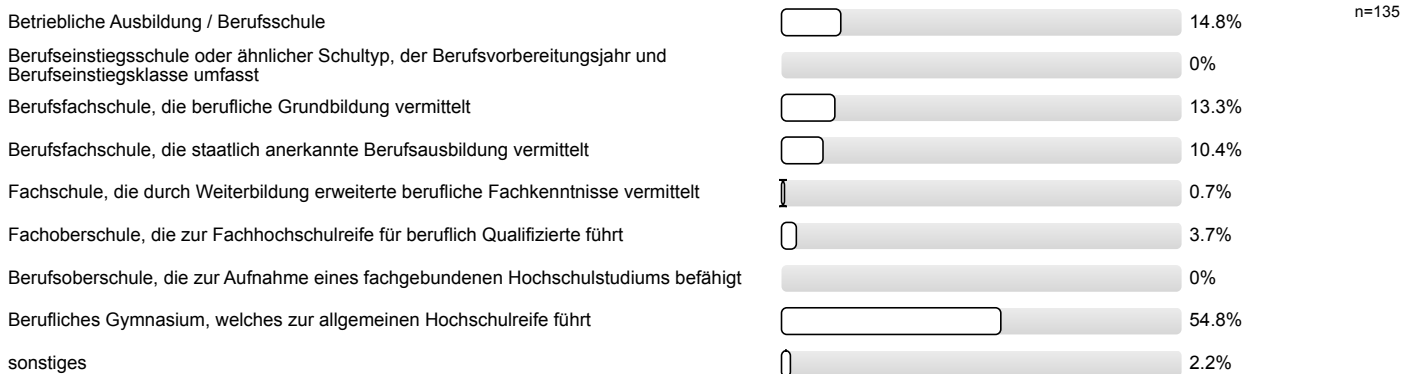 Betriebliche Ausbildung / Berufsschule 14.8% n=135
Berufseinstiegsschule oder ähnlicher Schultyp, der Berufsvorbereitungsjahr und
Berufseinstiegsklasse umfasst 0%
Berufsfachschule, die berufliche Grundbildung vermittelt 13.3%
Berufsfachschule, die staatlich anerkannte Berufsausbildung vermittelt 10.4%
Fachschule, die durch Weiterbildung erweiterte berufliche Fachkenntnisse vermittelt 0.7%
Fachoberschule, die zur Fachhochschulreife für beruflich Qualifizierte führt 3.7%
Berufsoberschule, die zur Aufnahme eines fachgebundenen Hochschulstudiums befähigt 0%
Berufliches Gymnasium, welches zur allgemeinen Hochschulreife führt 54.8%
sonstiges 2.2%